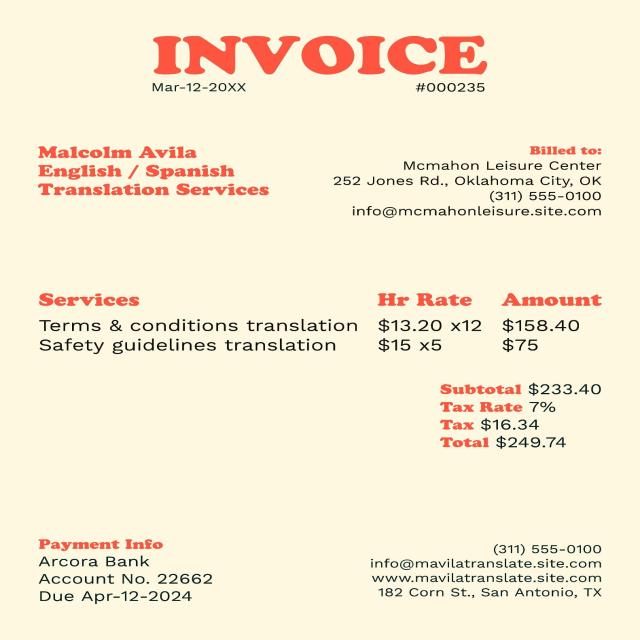 INVOICE
Mar-12-20XX #000235
Malcolm Avila
English / Spanish
Translation Services
Billed to:
Mcmahon Leisure Center
252 Jones Rd., Oklahoma City, OK
(311) 555-0100
info@mcmahonleisure.site.com
Services Hr Rate Amount
Terms & conditions translation $13.20 x12 $158.40
Safety guidelines translation $15 x5 $75
Subtotal $233.40
Tax Rate 7%
Tax $16.34
Total $249.74
Payment Info
Arcora Bank
Account No. 22662
Due Apr-12-2024
(311) 555-0100
info@mavilatranslate.site.com
www.mavilatranslate.site.com
182 Corn St., San Antonio, TX